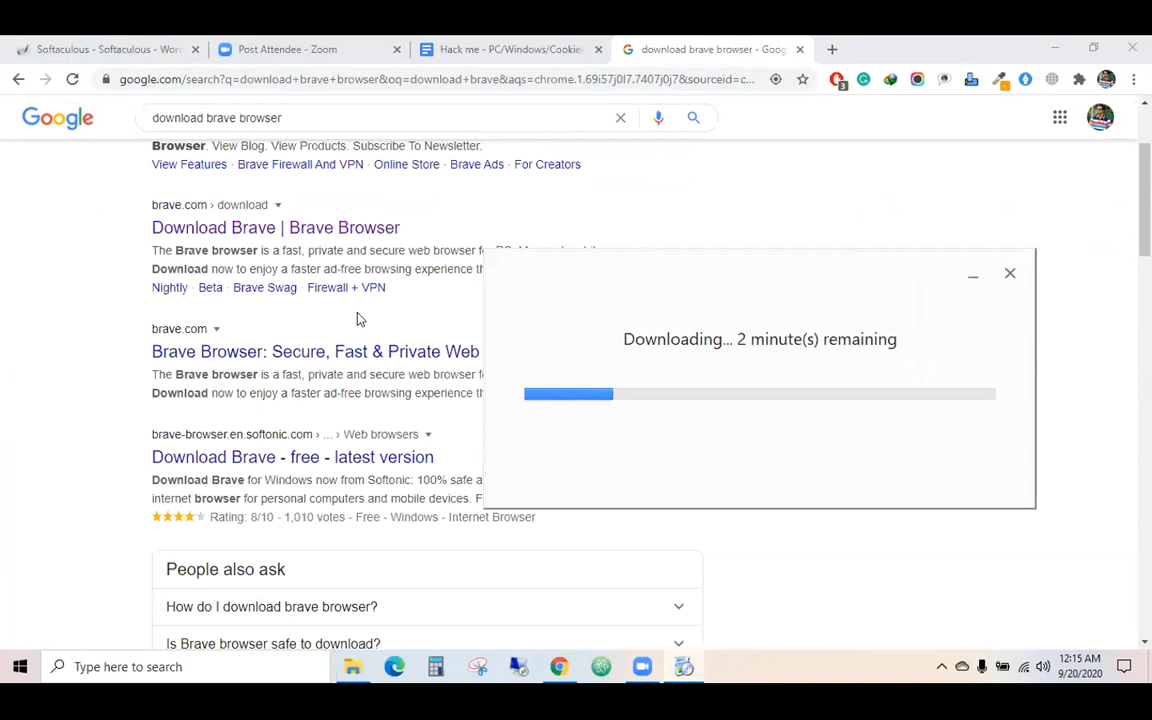 Softaculous - Softaculous - Wor
Post Attendee - Zoom
Hack me - PC/Windows/Cookie/
download brave browser - Goog
google.com/search?q=download+brave+browser&oq=download+brave&aqs=chrome.1.69i57j0l7.7407j0j7&sourceid=c...
3
Google
download brave browser
Browser. View Blog. View Products. Subscribe To Newsletter.
View Features · Brave Firewall And VPN · Online Store · Brave Ads · For Creators
brave.com › download
Download Brave | Brave Browser
The Brave browser is a fast, private and secure web browser f
Download now to enjoy a faster ad-free browsing experience th
Nightly · Beta · Brave Swag · Firewall + VPN
Downloading... 2 minute(s) remaining
brave.com
Brave Browser: Secure, Fast & Private Web
The Brave browser is a fast, private and secure web browser f
Download now to enjoy a faster ad-free browsing experience th
brave-browser.en.softonic.com › ... › Web browsers
Download Brave - free - latest version
Download Brave for Windows now from Softonic: 100% safe a
internet browser for personal computers and mobile devices. F
Rating: 8/10 - 1,010 votes - Free - Windows - Internet Browser
People also ask
How do I download brave browser?
Is Brave browser safe to download?
Type here to search
12:15 AM
9/20/2020